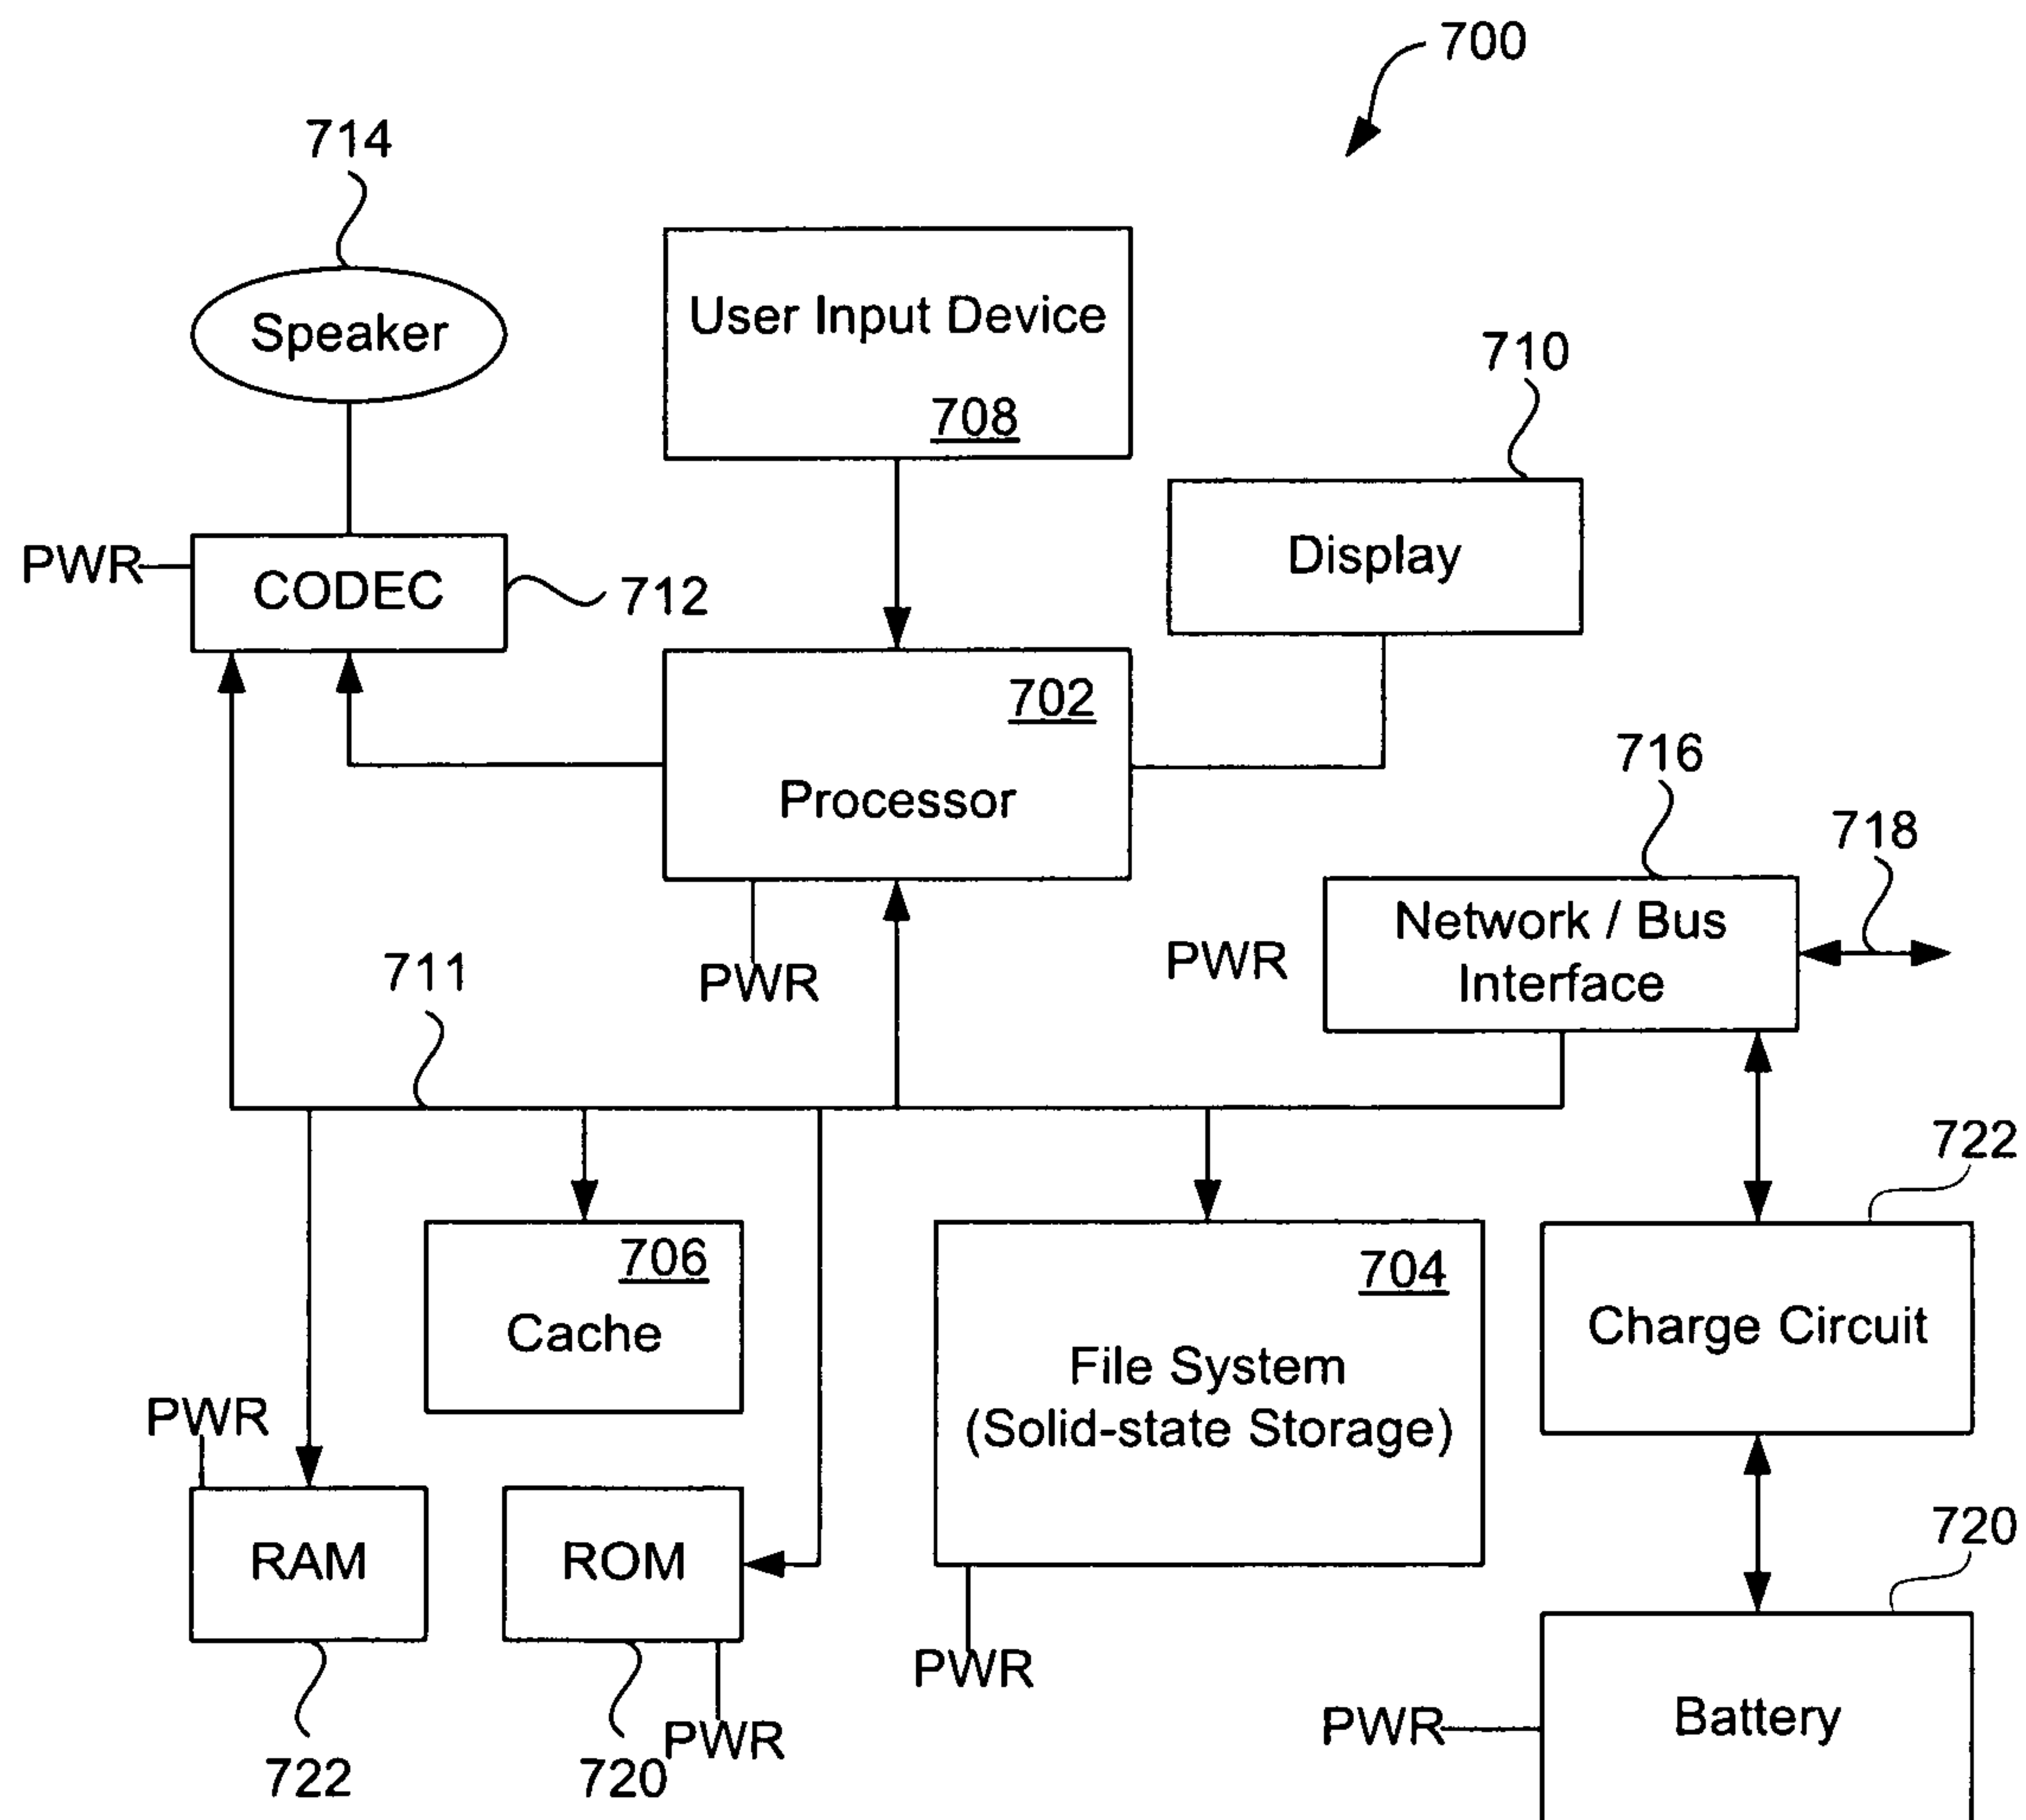 700
714
Speaker
User Input Device
708
710
Display
PWR
CODEC
712
702
Processor
716
718
Network / Bus
Interface
PWR
PWR
711
722
706
Cache
704
File System
(Solid-state Storage)
Charge Circuit
PWR
RAM
ROM
720
PWR
PWR
Battery
PWR
722
720